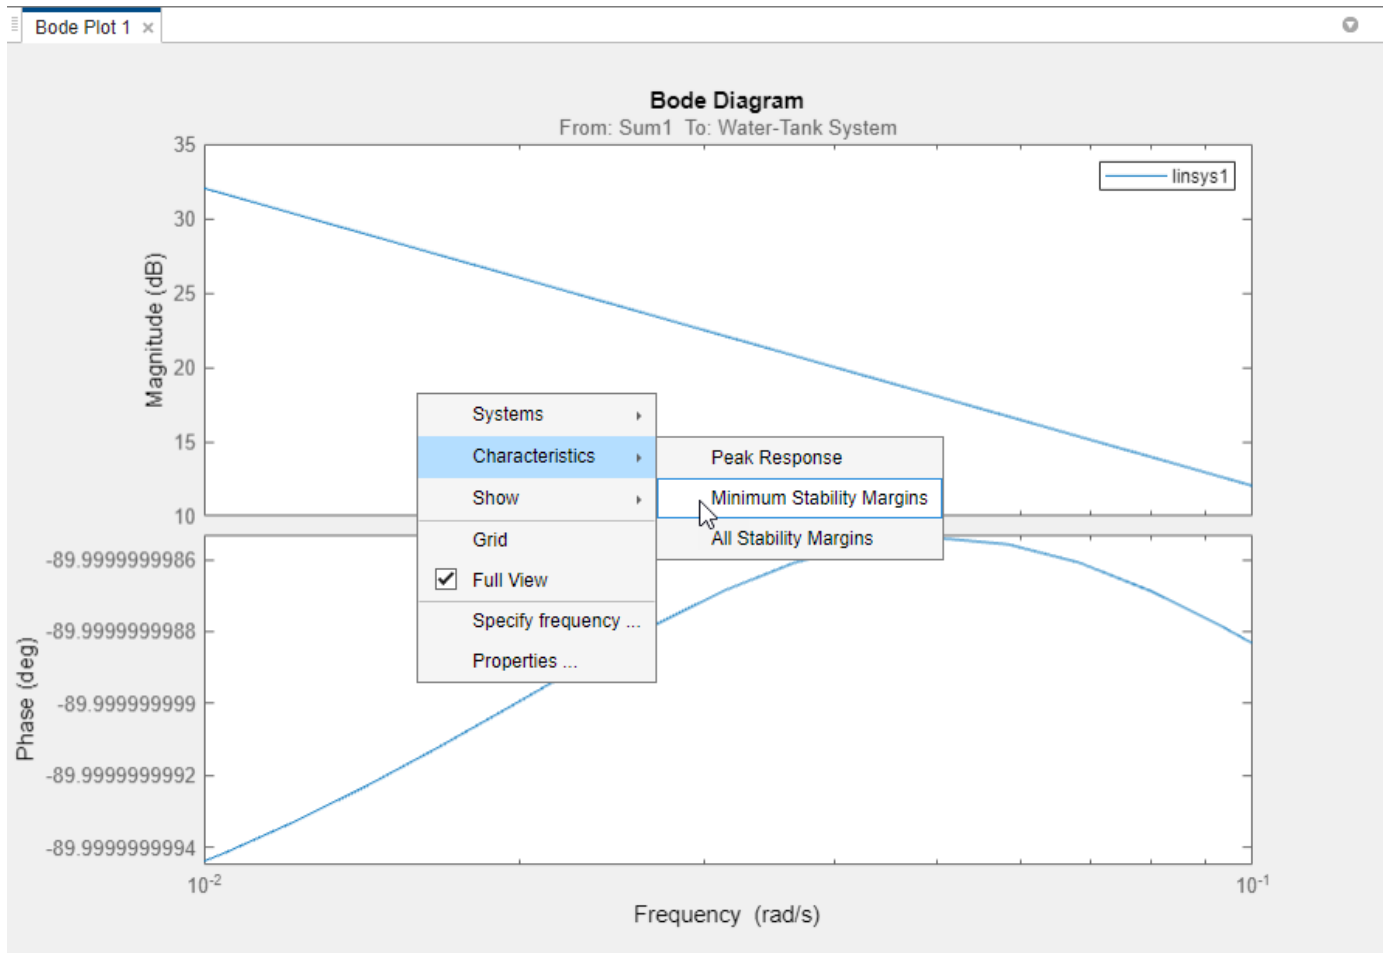 Bode Plot 1 ×
Bode Diagram
From: Sum1 To: Water-Tank System
linsys1
Magnitude (dB)
35
30
25
20
15
10
Systems
Characteristics
Show
Grid
Full View
Specify frequency ...
Properties ...
Peak Response
Minimum Stability Margins
All Stability Margins
Phase (deg)
-89.9999999986
-89.9999999988
-89.999999999
-89.9999999992
-89.9999999994
10-2
10-1
Frequency (rad/s)